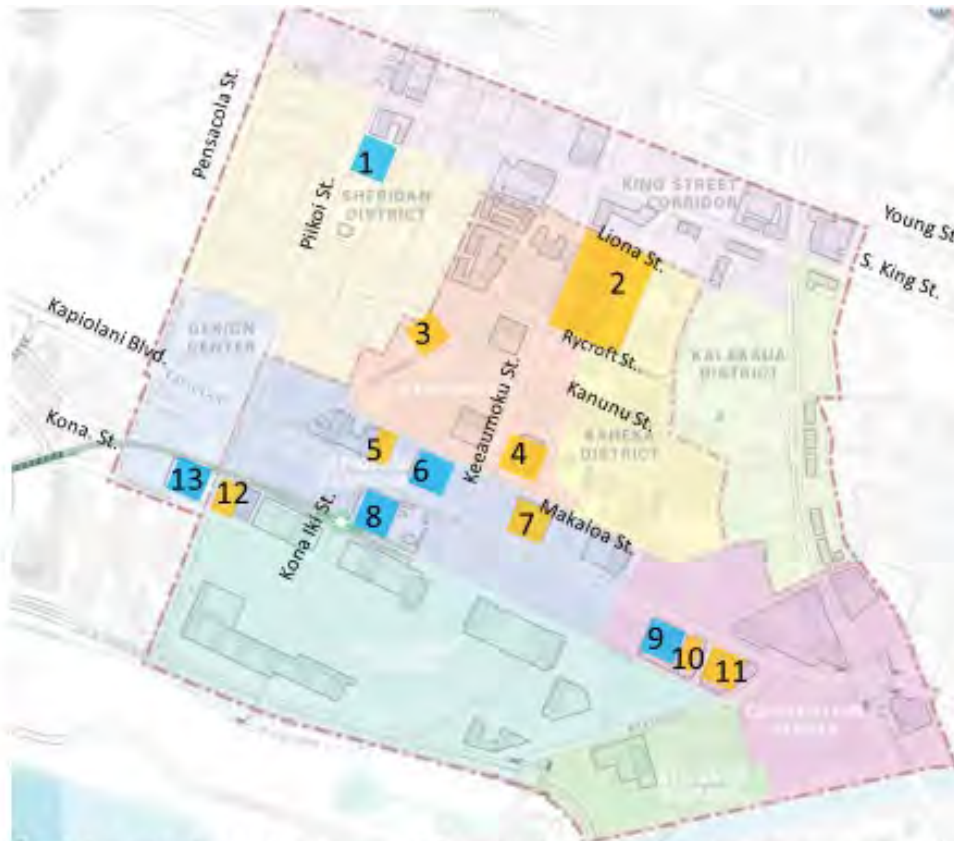 Pensacola St.
Piikoi St.
1
SHERIDAN
DISTRICT
KING STREET
CORRIDOR
Young St
S. King St.
Liona St.
2
Rycroft St.
Kapiolani Blvd.
DESIGN
CENTER
3
KALAKAUA
DISTRICT
Keeaumoku St.
Kanunu St.
KAHEKA
DISTRICT
Kona. St.
5
6
4
13
12
Kona Iki St.
8
7
Makaloa St.
9
10
11